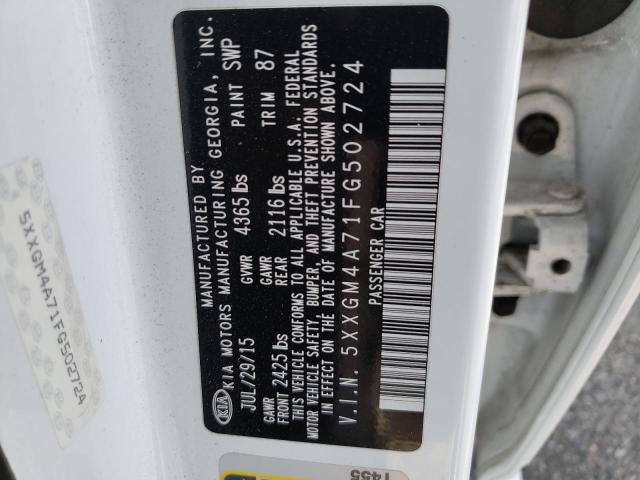 KIA
MANUFACTURED BY
KIA MOTORS MANUFACTURING GEORGIA, INC.
JUL/29/15 GVWR 4365 lbs PAINT SWP
GAWR FRONT 2425 lbs GAWR REAR 2116 lbs TRIM 87
THIS VEHICLE CONFORMS TO ALL APPLICABLE U.S.A. FEDERAL
MOTOR VEHICLE SAFETY, BUMPER, AND THEFT PREVENTION STANDARDS
IN EFFECT ON THE DATE OF MANUFACTURE SHOWN ABOVE.
V.I.N. 5XXGM4A71FG502724
PASSENGER CAR
5XXGM4A71FG502724
1455